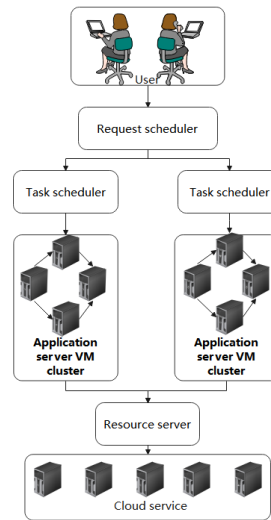 User
Request scheduler
Task scheduler
Task scheduler
Application
server VM
cluster
Application
server VM
cluster
Resource server
Cloud service